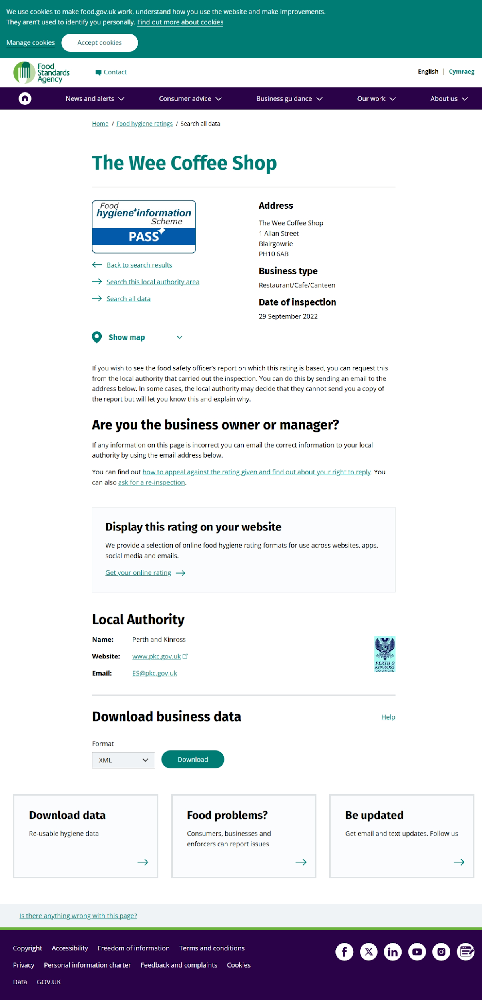 We use cookies to make food.gov.uk work, understand how you use the website and make improvements.
They aren't used to identify you personally. Find out more about cookies
Manage cookies Accept cookies
Food
Standards
Agency
Contact
English | Cymraeg
News and alerts Consumer advice Business guidance Our work About us
Home / Food hygiene ratings / Search all data
The Wee Coffee Shop
Food
hygiene information
Scheme
PASS
Back to search results
Search this local authority area
Search all data
Address
The Wee Coffee Shop
1 Allan Street
Blairgowrie
PH10 6AB
Business type
Restaurant/Cafe/Canteen
Date of inspection
29 September 2022
Show map
If you wish to see the food safety officer's report on which this rating is based, you can request this
from the local authority that carried out the inspection. You can do this by sending an email to the
address below. In some cases, the local authority may decide that they cannot send you a copy of
the report but will let you know this and explain why.
Are you the business owner or manager?
If any information on this page is incorrect you can email the correct information to your local
authority by using the email address below.
You can find out how to appeal against the rating given and find out about your right to reply. You
can also ask for a re-inspection.
Display this rating on your website
We provide a selection of online food hygiene rating formats for use across websites, apps,
social media and emails.
Get your online rating
Local Authority
Name: Perth and Kinross
Website: www.pkc.gov.uk
Email: ES@pkc.gov.uk
PERTH &
KINROSS
COUNCIL
Download business data
Help
Format
XML
Download
Download data
Re-usable hygiene data
Food problems?
Consumers, businesses and
enforcers can report issues
Be updated
Get email and text updates. Follow us
Is there anything wrong with this page?
Copyright Accessibility Freedom of information Terms and conditions
Privacy Personal information charter Feedback and complaints Cookies
Data GOV.UK